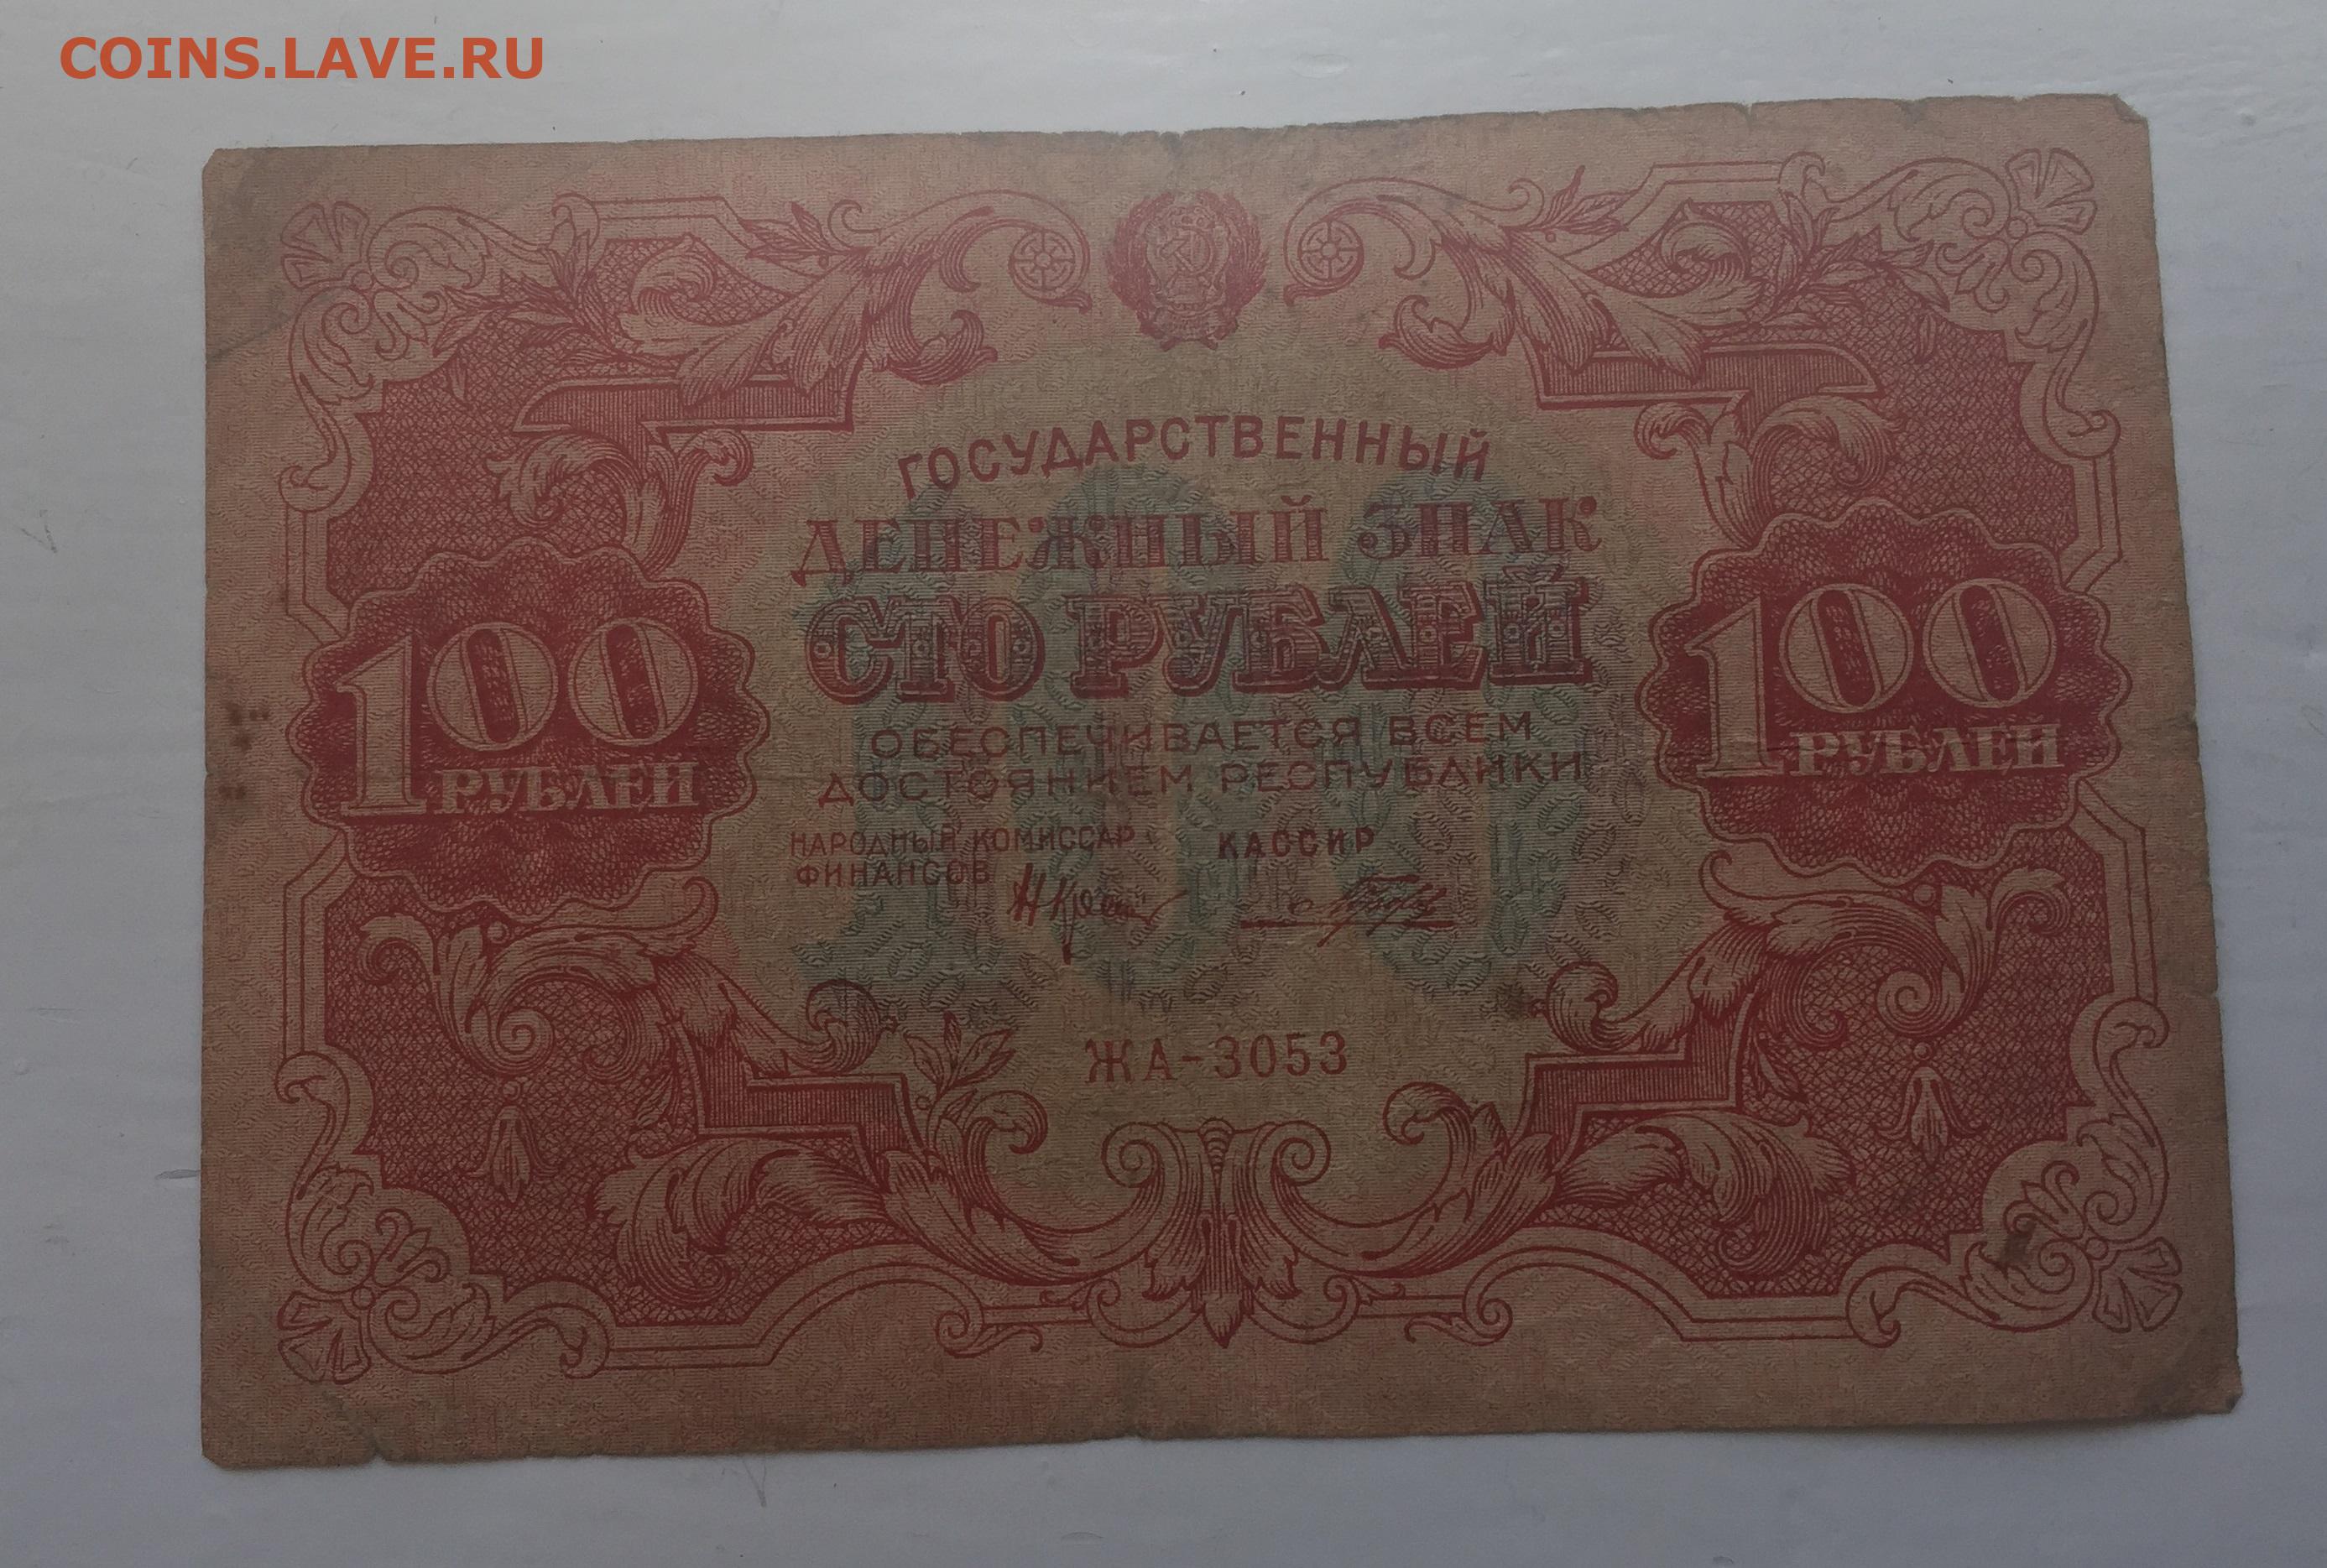 COINS.LAVE.RU
ГОСУДАРСТВЕННЫЙ
ДЕНЕЖНЫЙ ЗНАК
СТО РУБЛЕЙ
100
РУБЛЕЙ
100
РУБЛЕЙ
ОБЕСПЕЧИВАЕТСЯ ВСЕМ
ДОСТОЯНИЕМ РЕСПУБЛИКИ
НАРОДНЫЙ КОМИССАР
ФИНАНСОВ
КАССИР
ЖА-3053